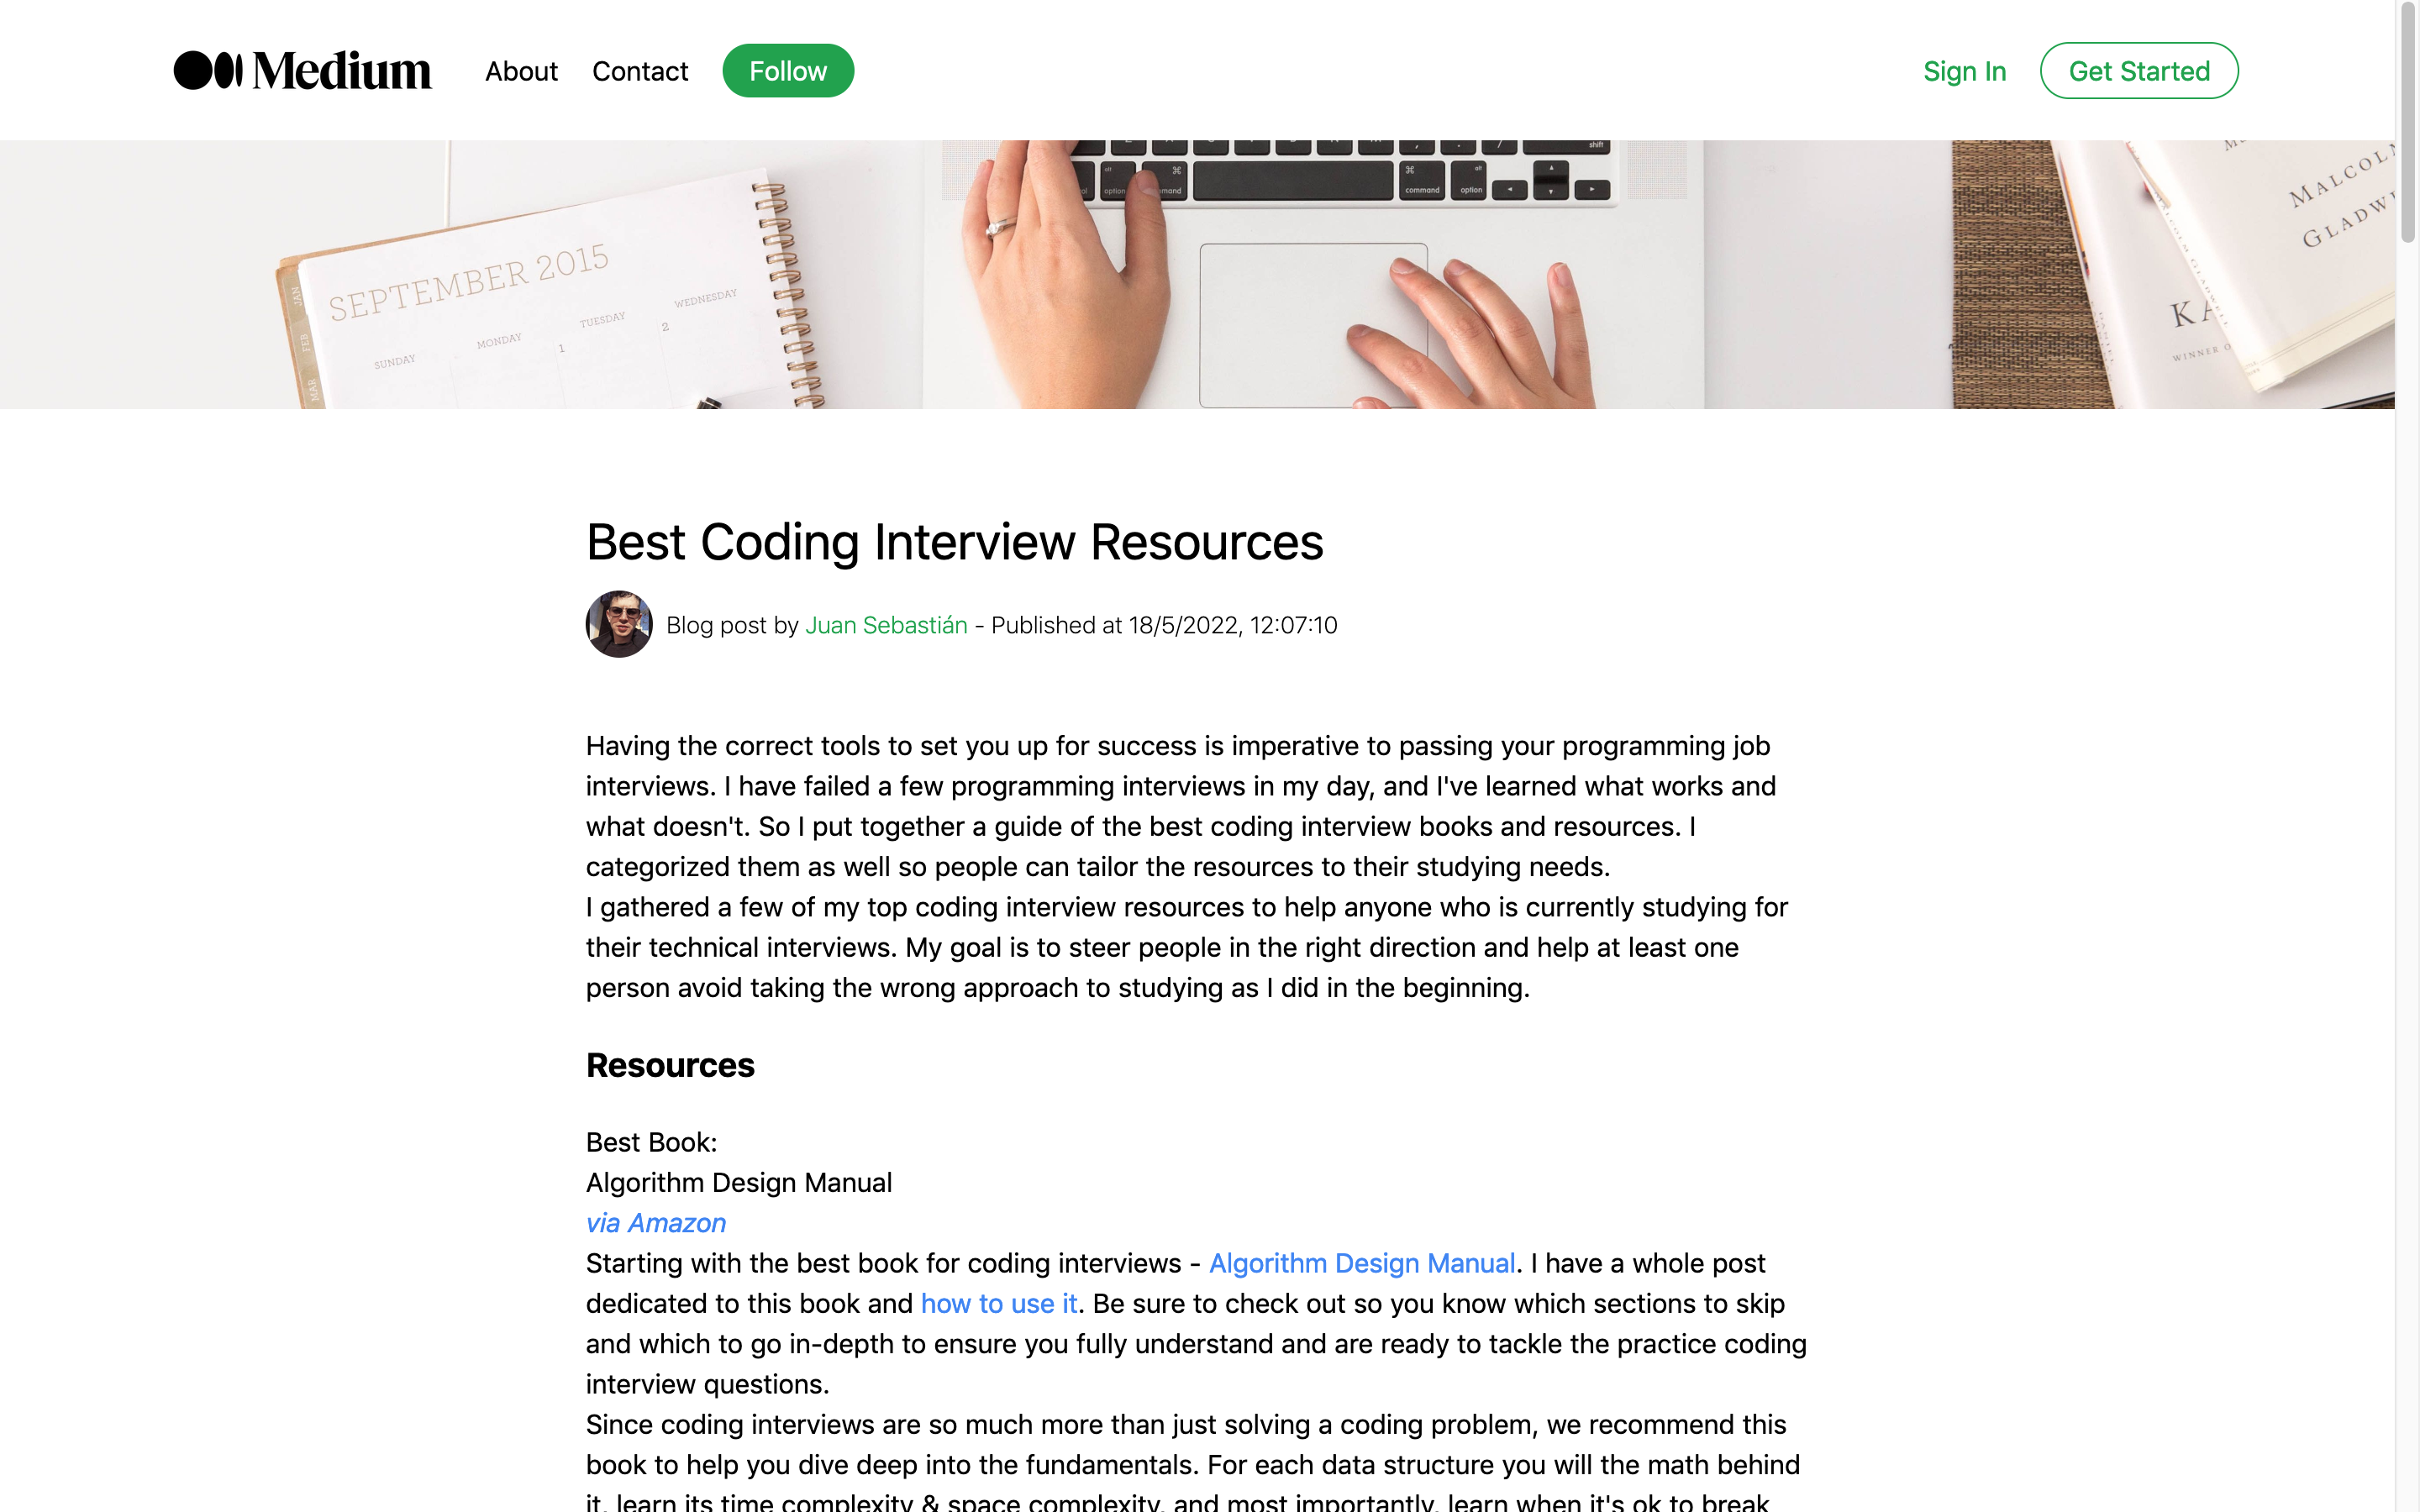 Medium About Contact Follow Sign In Get Started
shift
alt ⌘ ⌘ alt
option command option
SEPTEMBER 2015
SUNDAY MONDAY TUESDAY WEDNESDAY
1 2
JAN
FEB
MAR
MALCOL
GLADW
KA
WINNER O
Best Coding Interview Resources
Blog post by Juan Sebastián - Published at 18/5/2022, 12:07:10
Having the correct tools to set you up for success is imperative to passing your programming job
interviews. I have failed a few programming interviews in my day, and I've learned what works and
what doesn't. So I put together a guide of the best coding interview books and resources. I
categorized them as well so people can tailor the resources to their studying needs.
I gathered a few of my top coding interview resources to help anyone who is currently studying for
their technical interviews. My goal is to steer people in the right direction and help at least one
person avoid taking the wrong approach to studying as I did in the beginning.
Resources
Best Book:
Algorithm Design Manual
via Amazon
Starting with the best book for coding interviews - Algorithm Design Manual. I have a whole post
dedicated to this book and how to use it. Be sure to check out so you know which sections to skip
and which to go in-depth to ensure you fully understand and are ready to tackle the practice coding
interview questions.
Since coding interviews are so much more than just solving a coding problem, we recommend this
book to help you dive deep into the fundamentals. For each data structure you will the math behind
it, learn its time complexity & space complexity, and most importantly, learn when it's ok to break